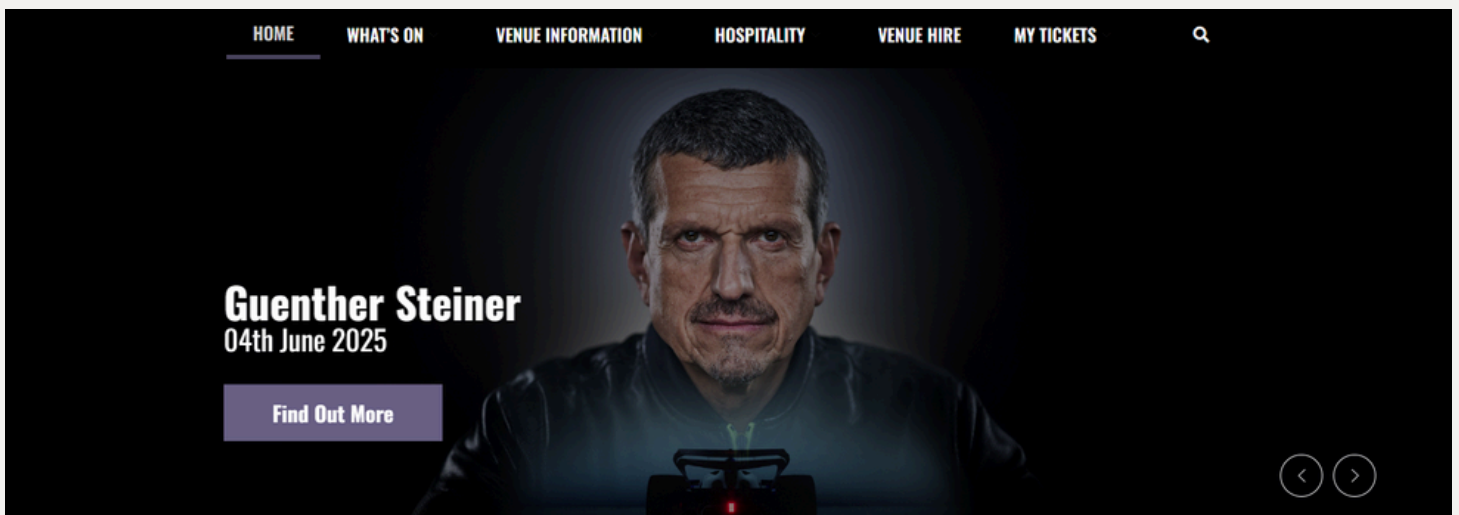 HOME WHAT'S ON VENUE INFORMATION HOSPITALITY VENUE HIRE MY TICKETS
Guenther Steiner
04th June 2025
Find Out More